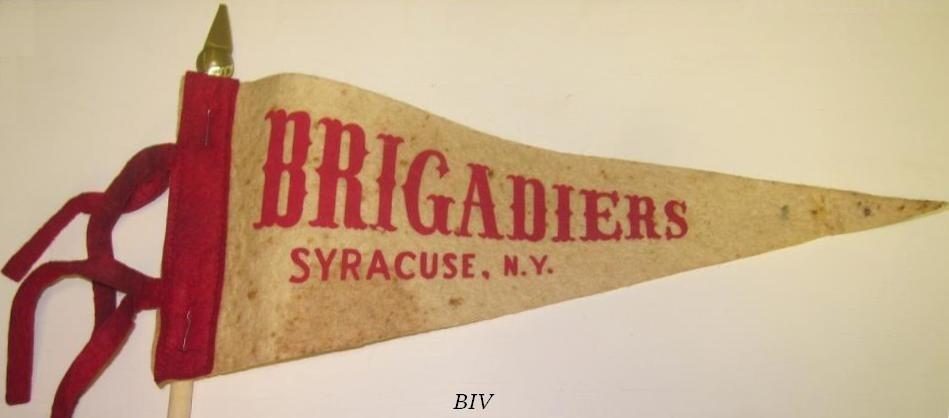 BRIGADIERS
SYRACUSE, N.Y.
BIV